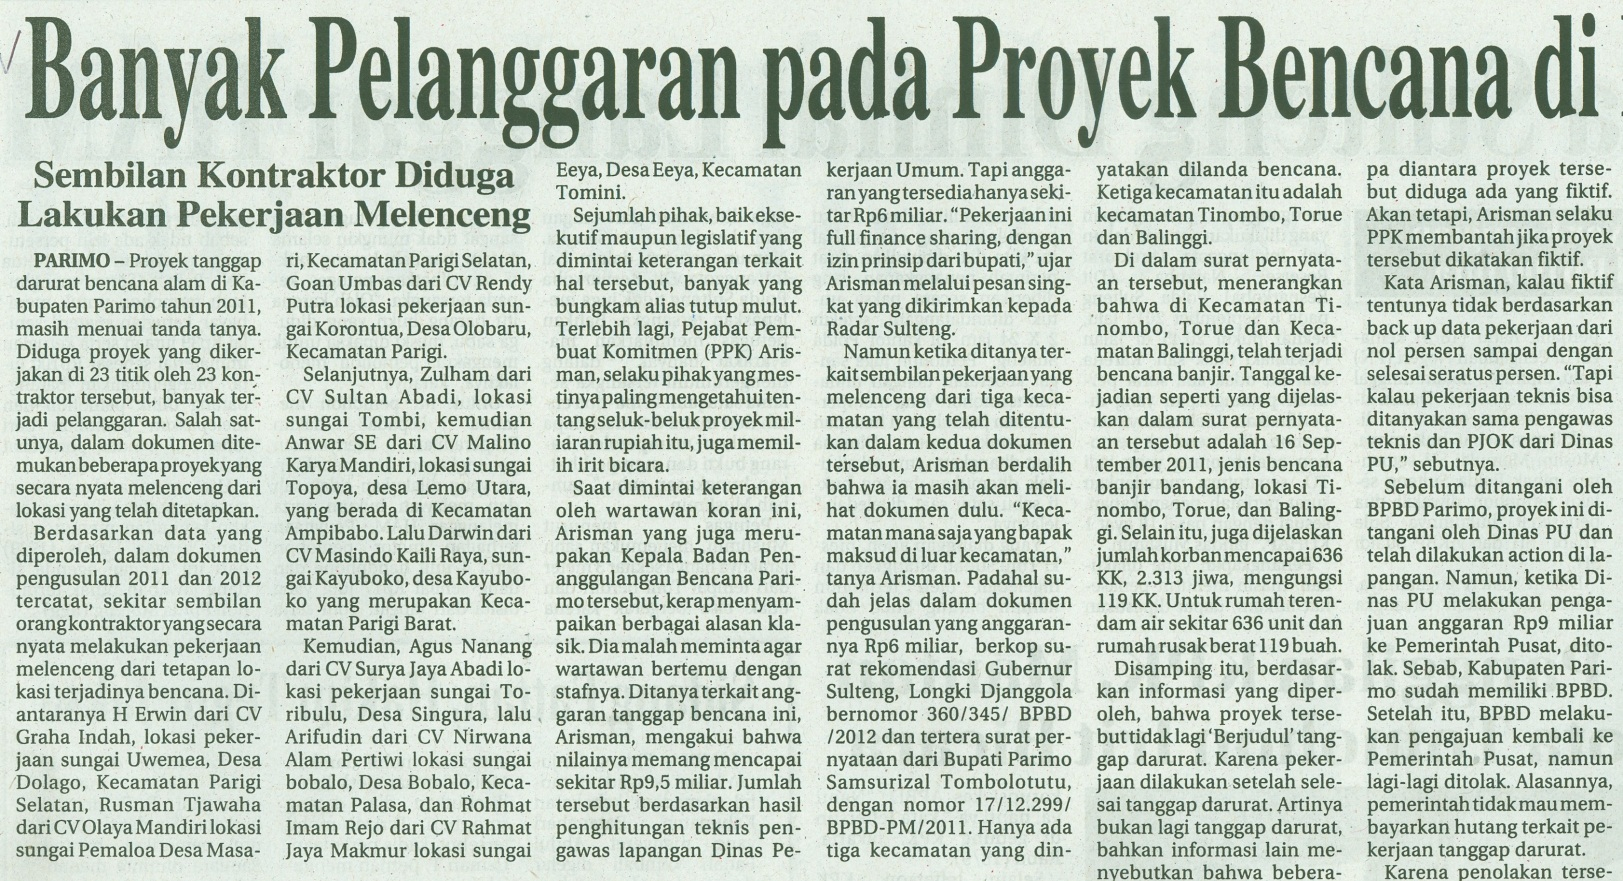 Banyak Pelanggaran pada Proyek Bencana di
Sembilan Kontraktor Diduga
Lakukan Pekerjaan Melenceng
PARIMO – Proyek tanggap
darurat bencana alam di Ka-
bupaten Parimo tahun 2011,
masih menuai tanda tanya.
Diduga proyek yang diker-
jakan di 23 titik oleh 23 kon-
traktor tersebut, banyak ter-
jadi pelanggaran. Salah sat-
unya, dalam dokumen dite-
mukan beberapa proyek yang
secara nyata melenceng dari
lokasi yang telah ditetapkan.
Berdasarkan data yang
diperoleh, dalam dokumen
pengusulan 2011 dan 2012
tercatat, sekitar sembilan
orang kontraktor yang secara
nyata melakukan pekerjaan
melenceng dari tetapan lo-
kasi terjadinya bencana. Di-
antaranya H Erwin dari CV
Graha Indah, lokasi peker-
jaan sungai Uwemea, Desa
Dolago, Kecamatan Parigi
Selatan, Rusman Tjawaha
dari CV Olaya Mandiri lokasi
sungai Pemaloa Desa Masa-
ri, Kecamatan Parigi Selatan,
Goan Umbas dari CV Rendy
Putra lokasi pekerjaan sun-
gai Korontua, Desa Olobaru,
Kecamatan Parigi.
Selanjutnya, Zulham dari
CV Sultan Abadi, lokasi
sungai Tombi, kemudian
Anwar SE dari CV Malino
Karya Mandiri, lokasi sungai
Topoya, desa Lemo Utara,
yang berada di Kecamatan
Ampibabo. Lalu Darwin dari
CV Masindo Kaili Raya, sun-
gai Kayuboko, desa Kayubo-
ko yang merupakan Keca-
matan Parigi Barat.
Kemudian, Agus Nanang
dari CV Surya Jaya Abadi lo-
kasi pekerjaan sungai To-
ribulu, Desa Singura, lalu
Arifudin dari CV Nirwana
Alam Pertiwi lokasi sungai
bobalo, Desa Bobalo, Keca-
matan Palasa, dan Rohmat
Imam Rejo dari CV Rahmat
Jaya Makmur lokasi sungai
Eeya, Desa Eeya, Kecamatan
Tomini.
Sejumlah pihak, baik ekse-
kutif maupun legislatif yang
dimintai keterangan terkait
hal tersebut, banyak yang
bungkam alias tutup mulut.
Terlebih lagi, Pejabat Pem-
buat Komitmen (PPK) Aris-
man, selaku pihak yang mes-
tinya paling mengetahui ten-
tang seluk-beluk proyek mil-
iaran rupiah itu, juga memil-
ih irit bicara.
Saat dimintai keterangan
oleh wartawan koran ini,
Arisman yang juga meru-
pakan Kepala Badan Pen-
anggulangan Bencana Pari-
mo tersebut, kerap menyam-
paikan berbagai alasan kla-
sik. Dia malah meminta agar
wartawan bertemu dengan
stafnya. Ditanya terkait ang-
garan tanggap bencana ini,
Arisman, mengakui bahwa
nilainya memang mencapai
sekitar Rp9,5 miliar. Jumlah
tersebut berdasarkan hasil
penghitungan teknis pen-
gawas lapangan Dinas Pe-
kerjaan Umum. Tapi angga-
ran yang tersedia hanya seki-
tar Rp6 miliar. “Pekerjaan ini
full finance sharing, dengan
izin prinsip dari bupati,” ujar
Arisman melalui pesan sing-
kat yang dikirimkan kepada
Radar Sulteng.
Namun ketika ditanya ter-
kait sembilan pekerjaan yang
melenceng dari tiga keca-
matan yang telah ditentu-
kan dalam kedua dokumen
tersebut, Arisman berdalih
bahwa ia masih akan meli-
hat dokumen dulu. “Keca-
matan mana saja yang bapak
maksud di luar kecamatan,”
tanya Arisman. Padahal su-
dah jelas dalam dokumen
pengusulan yang anggaran-
nya Rp6 miliar, berkop su-
rat rekomendasi Gubernur
Sulteng, Longki Djanggola
bernomor 360/345/ BPBD
/2012 dan tertera surat per-
nyataan dari Bupati Parimo
Samsurizal Tombolotutu,
dengan nomor 17/12.299/
BPBD-PM/2011. Hanya ada
tiga kecamatan yang din-
yatakan dilanda bencana.
Ketiga kecamatan itu adalah
kecamatan Tinombo, Torue
dan Balinggi.
Di dalam surat pernyata-
an tersebut, menerangkan
bahwa di Kecamatan Ti-
nombo, Torue dan Keca-
matan Balinggi, telah terjadi
bencana banjir. Tanggal ke-
jadian seperti yang dijelas-
kan dalam surat pernyata-
an tersebut adalah 16 Sep-
tember 2011, jenis bencana
banjir bandang, lokasi Ti-
nombo, Torue, dan Baling-
gi. Selain itu, juga dijelaskan
jumlah korban mencapai 636
KK, 2.313 jiwa, mengungsi
119 KK. Untuk rumah teren-
dam air sekitar 636 unit dan
rumah rusak berat 119 buah.
Disamping itu berdasar-
kan informasi yang diper-
oleh, bahwa proyek terse-
but tidak lagi ‘Berjudul’ tang-
gap darurat. Karena peker-
jaan dilakukan setelah sele-
sai tanggap darurat. Artinya
bukan lagi tanggap darurat,
bahkan informasi lain me-
nyebutkan bahwa bebera-
pa diantara proyek terse-
but diduga ada yang fiktif.
Akan tetapi, Arisman selaku
PPK membantah jika proyek
tersebut dikatakan fiktif.
Kata Arisman, kalau fiktif
tentunya tidak berdasarkan
back up data pekerjaan dari
nol persen sampai dengan
selesai seratus persen. “Tapi
kalau pekerjaan teknis bisa
ditanyakan sama pengawas
teknis dan PJOK dari Dinas
PU,” sebutnya.
Sebelum ditangani oleh
BPBD Parimo, proyek ini di-
tangani oleh Dinas PU dan
telah dilakukan action di la-
pangan. Namun, ketika Di-
nas PU melakukan penga-
juan anggaran Rp9 miliar
ke Pemerintah Pusat, dito-
lak. Sebab, Kabupaten Pari-
mo sudah memiliki BPBD.
Setelah itu, BPBD melaku-
kan pengajuan kembali ke
Pemerintah Pusat, namun
lagi-lagi ditolak. Alasannya,
pemerintah tidak mau mem-
bayarkan hutang terkait pe-
kerjaan tanggap darurat.
Karena penolakan terse-